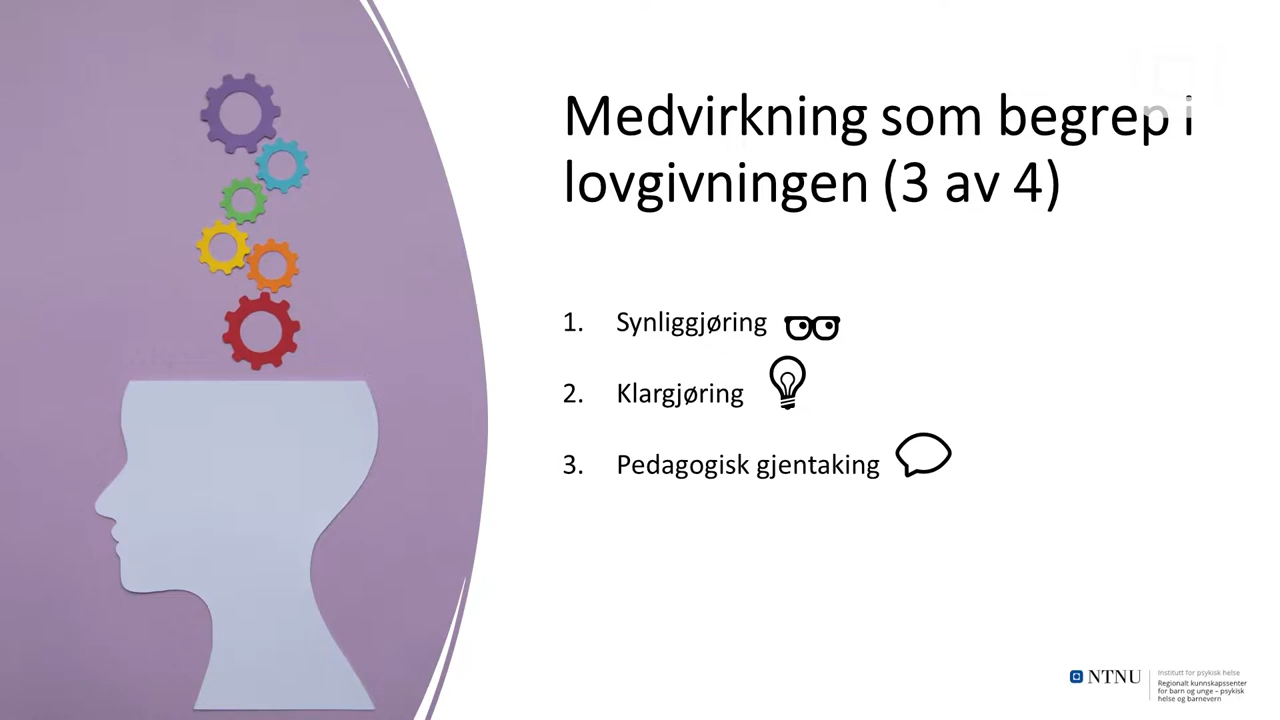 Medvirkning som begrep i
lovgivningen (3 av 4)
1. Synliggjøring
2. Klargjøring
3. Pedagogisk gjentaking
NTNU
Institutt for psykisk helse
Regionalt kunnskapssenter
for barn og unge – psykisk
helse og barnevern